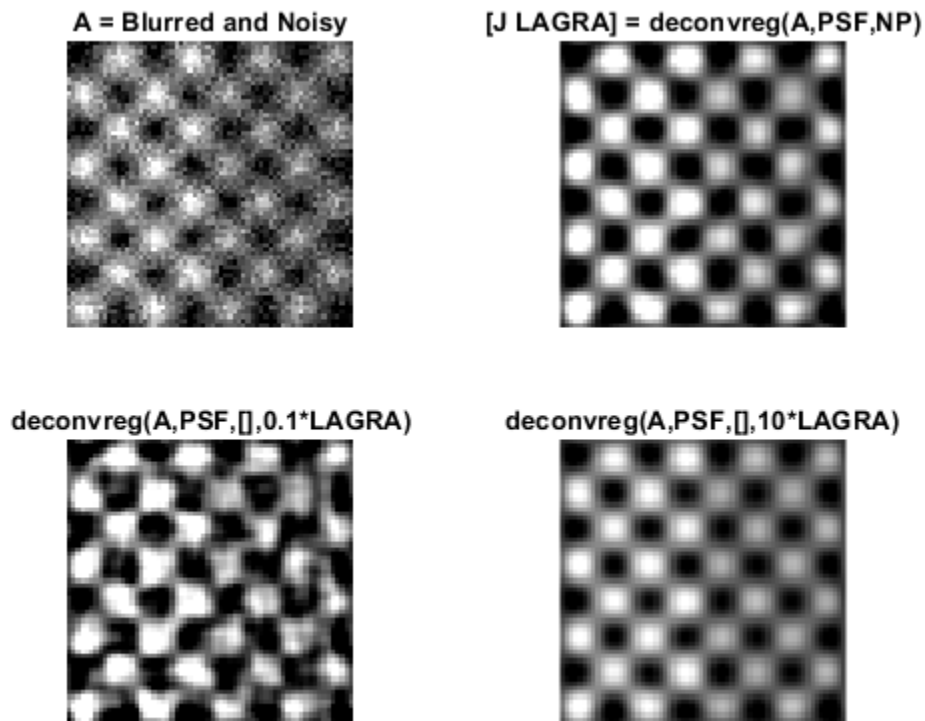 A = Blurred and Noisy
[J LAGRA] = deconvreg(A,PSF,NP)
deconvreg(A,PSF,[],0.1*LAGRA)
deconvreg(A,PSF,[],10*LAGRA)